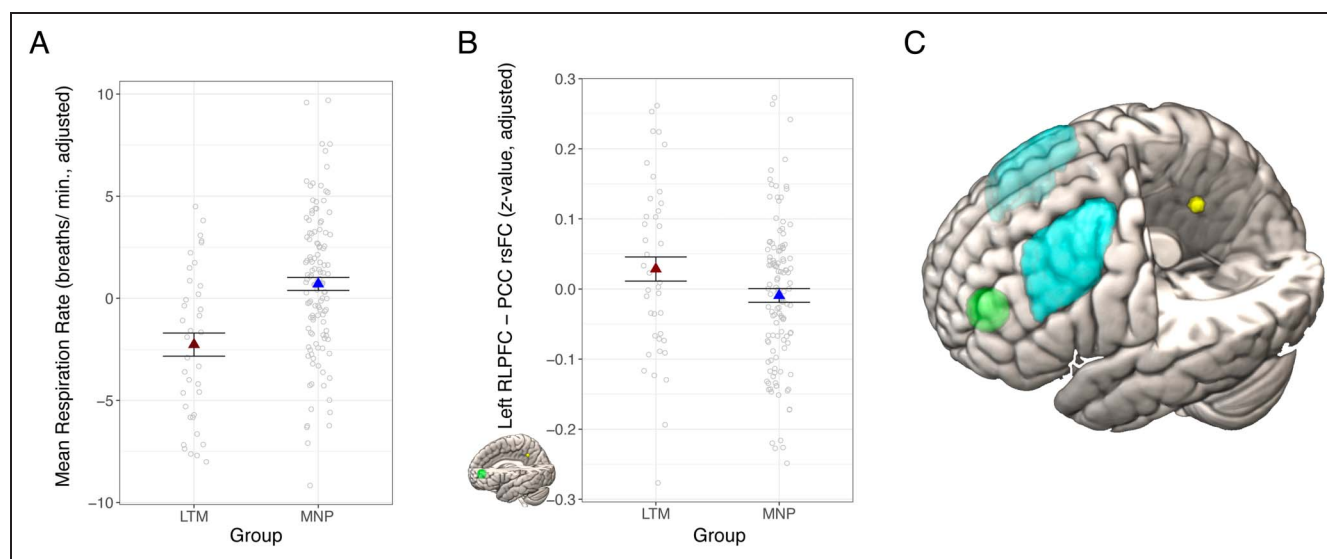 A
Mean Respiration Rate (breaths/ min., adjusted)
10
5
0
−5
−10
LTM MNP
Group
B
Left RLPFC − PCC rsFC (z-value, adjusted)
0.3
0.2
0.1
0.0
−0.1
−0.2
−0.3
LTM MNP
Group
C